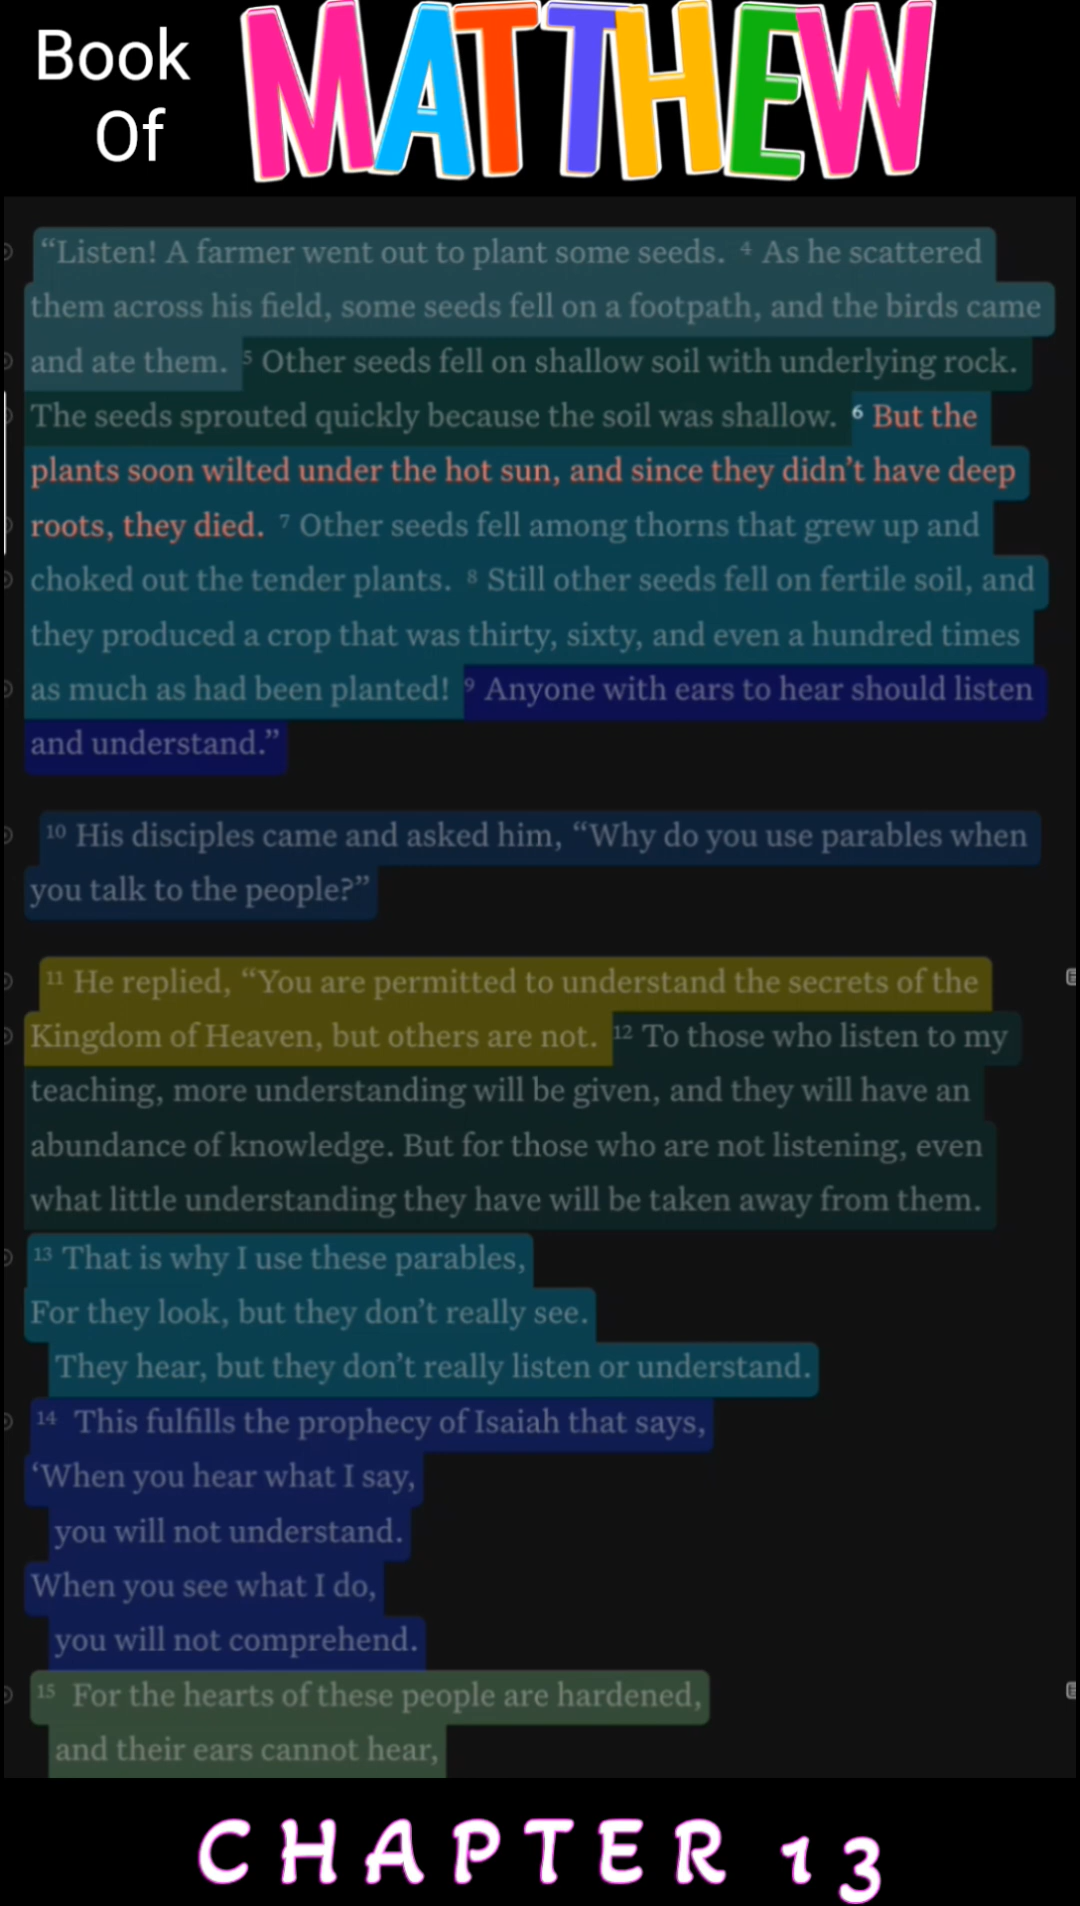 Book
Of
MATTHEW
“Listen! A farmer went out to plant some seeds. 4 As he scattered
them across his field, some seeds fell on a footpath, and the birds came
and ate them. 5 Other seeds fell on shallow soil with underlying rock.
The seeds sprouted quickly because the soil was shallow. 6 But the
plants soon wilted under the hot sun, and since they didn’t have deep
roots, they died. 7 Other seeds fell among thorns that grew up and
choked out the tender plants. 8 Still other seeds fell on fertile soil, and
they produced a crop that was thirty, sixty, and even a hundred times
as much as had been planted! 9 Anyone with ears to hear should listen
and understand.”
10 His disciples came and asked him, “Why do you use parables when
you talk to the people?”
11 He replied, “You are permitted to understand the secrets of the
Kingdom of Heaven, but others are not. 12 To those who listen to my
teaching, more understanding will be given, and they will have an
abundance of knowledge. But for those who are not listening, even
what little understanding they have will be taken away from them.
13 That is why I use these parables,
For they look, but they don’t really see.
They hear, but they don’t really listen or understand.
14 This fulfills the prophecy of Isaiah that says,
‘When you hear what I say,
you will not understand.
When you see what I do,
you will not comprehend.
15 For the hearts of these people are hardened,
and their ears cannot hear,
CHAPTER 13